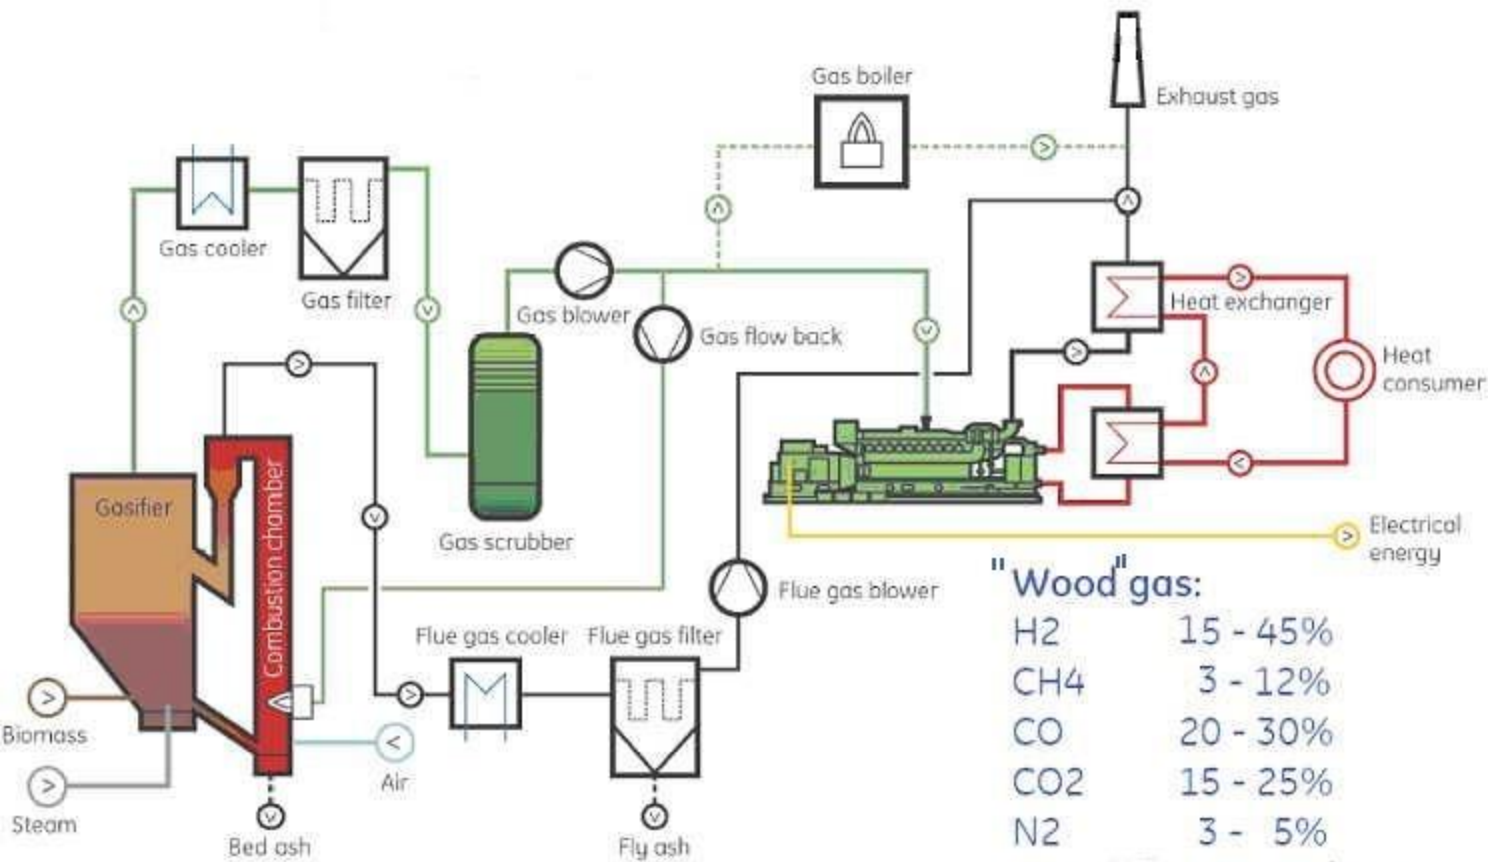 Gas boiler
Exhaust gas
Gas cooler
Gas filter
Gas blower
Gas flow back
Heat exchanger
Heat
consumer
Gasifier
Combustion chamber
Gas scrubber
Electrical
energy
Flue gas blower
Flue gas cooler
Flue gas filter
Biomass
Steam
Air
Bed ash
Fly ash
"Wood" gas:
H2 15 - 45%
CH4 3 - 12%
CO 20 - 30%
CO2 15 - 25%
N2 3 - 5%